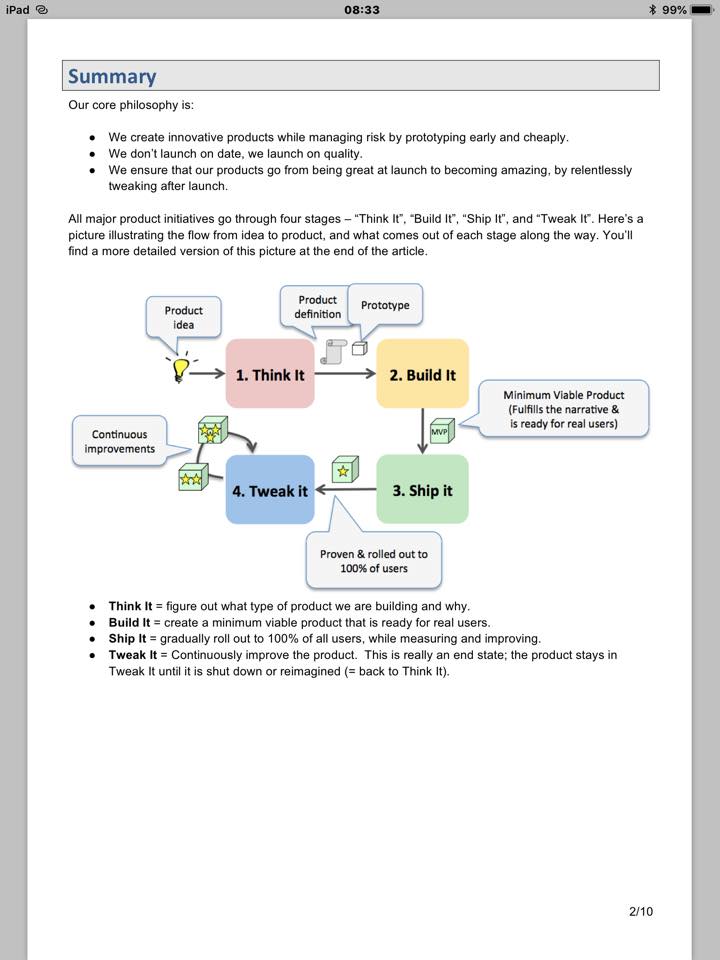 iPad 08:33 99%
Summary
Our core philosophy is:
● We create innovative products while managing risk by prototyping early and cheaply.
● We don’t launch on date, we launch on quality.
● We ensure that our products go from being great at launch to becoming amazing, by relentlessly
tweaking after launch.
All major product initiatives go through four stages – “Think It”, “Build It”, “Ship It”, and “Tweak It”. Here’s a
picture illustrating the flow from idea to product, and what comes out of each stage along the way. You’ll
find a more detailed version of this picture at the end of the article.
Product
idea
Product
definition
Prototype
1. Think It
2. Build It
Minimum Viable Product
(Fulfills the narrative &
is ready for real users)
MVP
Continuous
improvements
4. Tweak it
3. Ship it
Proven & rolled out to
100% of users
● Think It = figure out what type of product we are building and why.
● Build It = create a minimum viable product that is ready for real users.
● Ship It = gradually roll out to 100% of all users, while measuring and improving.
● Tweak It = Continuously improve the product.  This is really an end state; the product stays in
Tweak It until it is shut down or reimagined (= back to Think It).
2/10